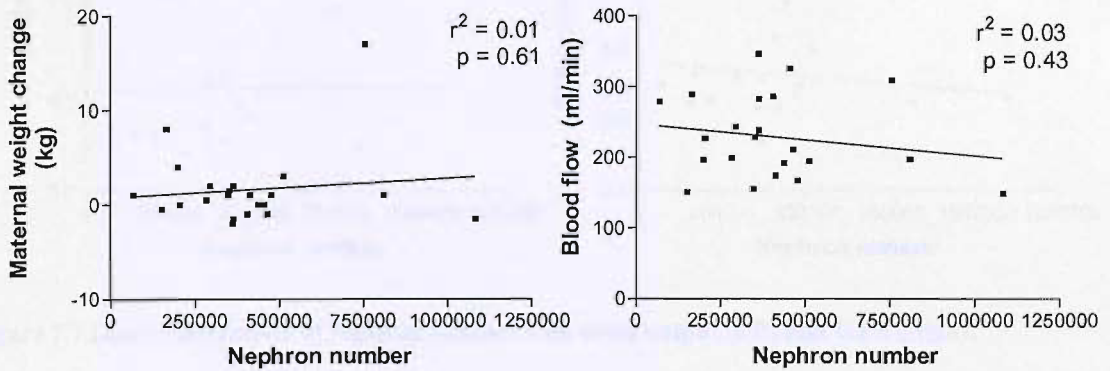 Maternal weight change
(kg)
20
10
0
-10
r² = 0.01
p = 0.61
0 250000 500000 750000 1000000 1250000
Nephron number
Blood flow (ml/min)
400
300
200
100
0
r² = 0.03
p = 0.43
0 250000 500000 750000 1000000 1250000
Nephron number